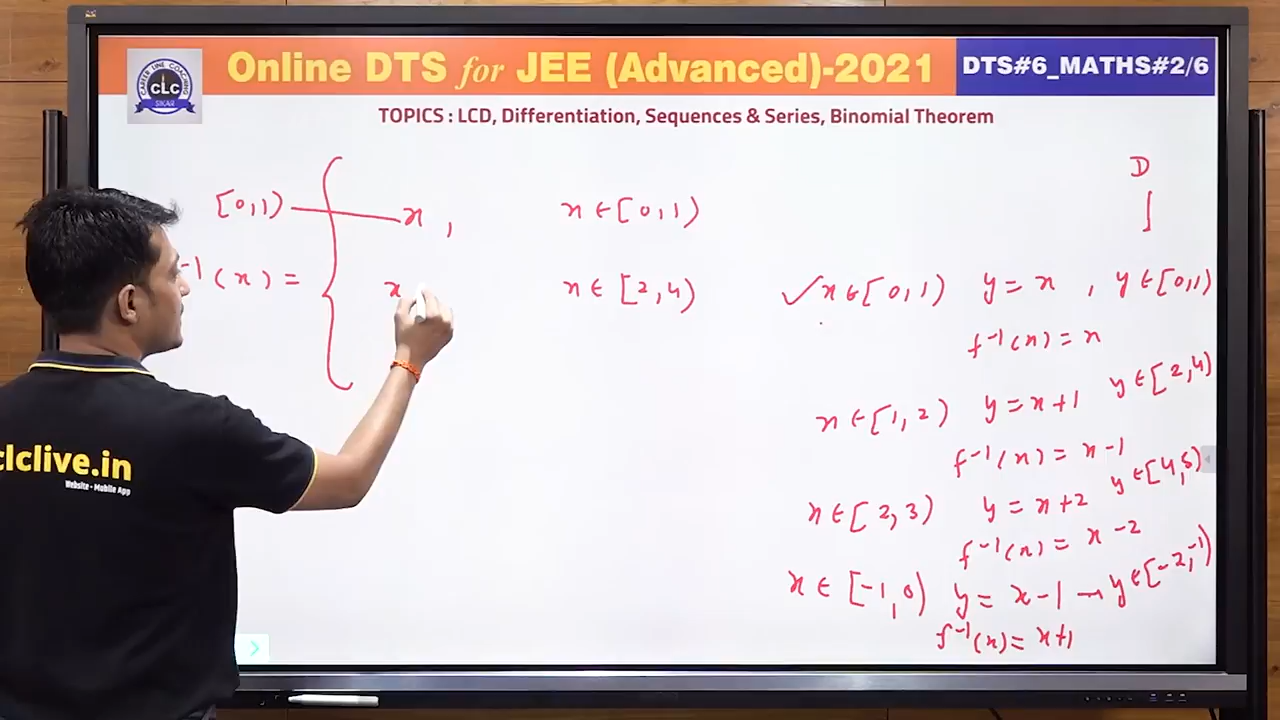 Online DTS for JEE (Advanced)-2021
DTS#6_MATHS#2/6
CAREER LINE COACHING
CLC
SIKAR
TOPICS : LCD, Differentiation, Sequences & Series, Binomial Theorem
D
[0,1) x , x ∈ [0,1)
-1(x) = x x ∈ [2,4)
✓ x ∈ [0,1) y = x , y ∈ [0,1)
f⁻¹(x) = x
x ∈ [1,2) y = x+1 y ∈ [2,4)
f⁻¹(x) = x-1
x ∈ [2,3) y = x+2 y ∈ [4,5)
f⁻¹(x) = x-2
x ∈ [-1,0) y = x-1 → y ∈ [-2,-1)
f⁻¹(x) = x+1
clclive.in
Website - Mobile App